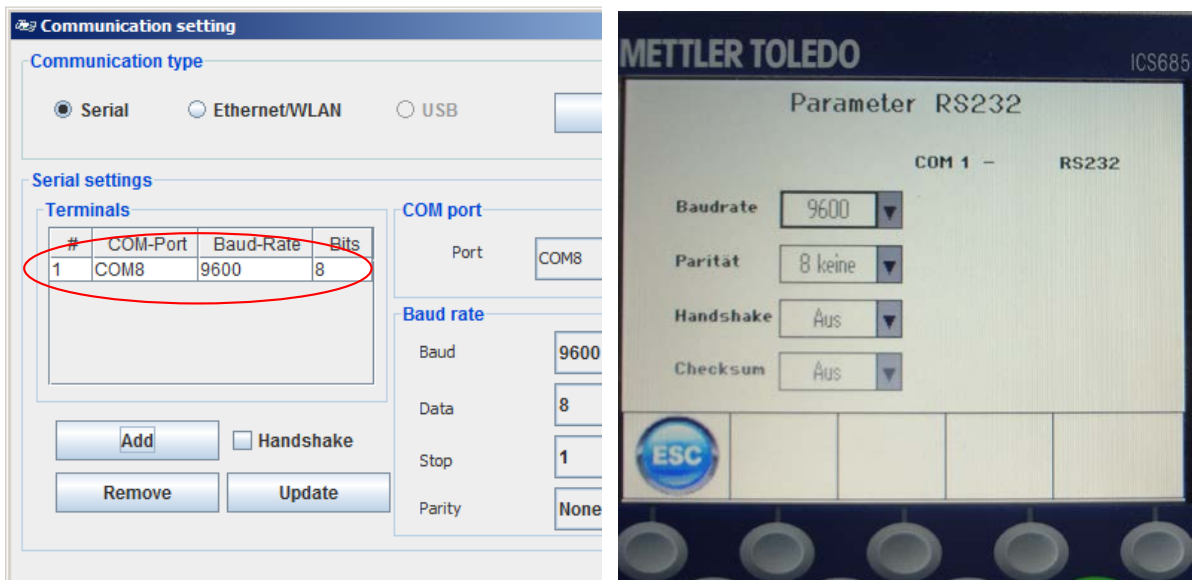 Communication setting
Communication type
Serial
Ethernet/WLAN
USB
Serial settings
Terminals
# COM-Port Baud-Rate Bits
1 COM8 9600 8
Add
Handshake
Remove
Update
COM port
Port COM8
Baud rate
Baud 9600
Data 8
Stop 1
Parity None
METTLER TOLEDO
ICS685
Parameter RS232
COM 1 - RS232
Baudrate 9600
Parität 8 keine
Handshake Aus
Checksum Aus
ESC